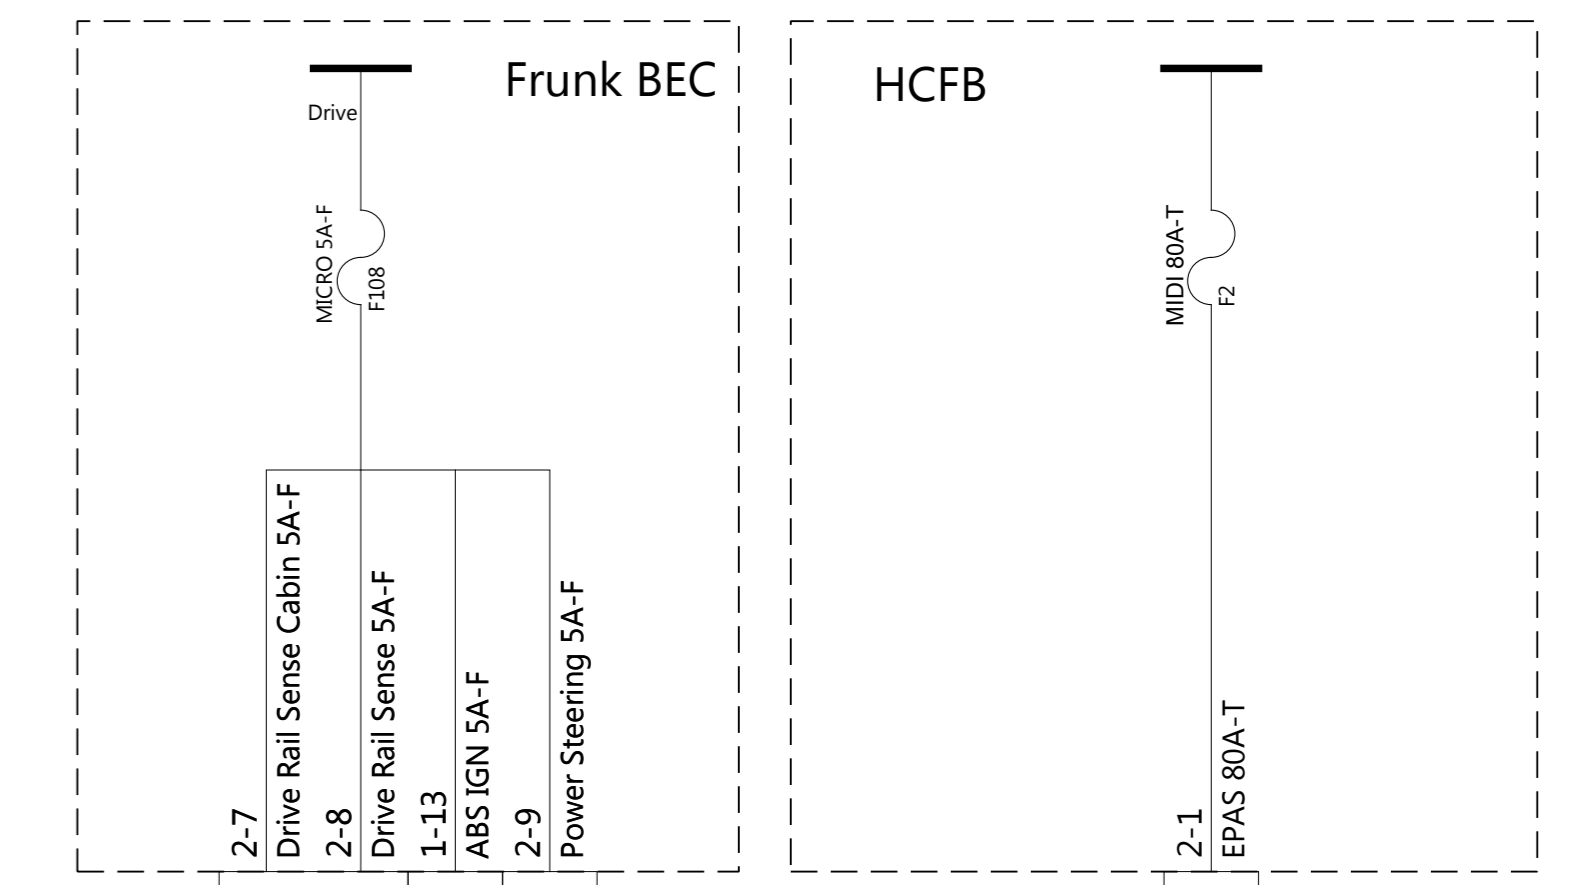 Frunk BEC
Drive
MICRO 5A-F
F108
2-7
Drive Rail Sense Cabin 5A-F
2-8
Drive Rail Sense 5A-F
1-13
ABS IGN 5A-F
2-9
Power Steering 5A-F
HCFB
MIDI 80A-T
F2
2-1
EPAS 80A-T